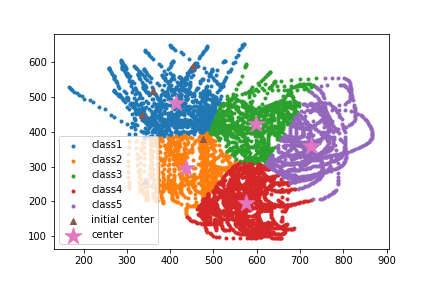 600
500
400
300
200
100
class1
class2
class3
class4
class5
initial center
center
200 300 400 500 600 700 800 900